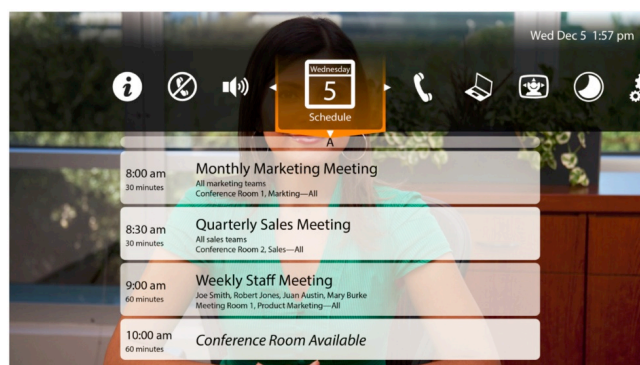 Wed Dec 5 1:57 pm
Wednesday
5
Schedule
A
8:00 am
30 minutes
Monthly Marketing Meeting
All marketing teams
Conference Room 1, Markting—All
8:30 am
30 minutes
Quarterly Sales Meeting
All sales teams
Conference Room 2, Sales—All
9:00 am
60 minutes
Weekly Staff Meeting
Joe Smith, Robert Jones, Juan Austin, Mary Burke
Meeting Room 1, Product Marketing—All
10:00 am
60 minutes
Conference Room Available